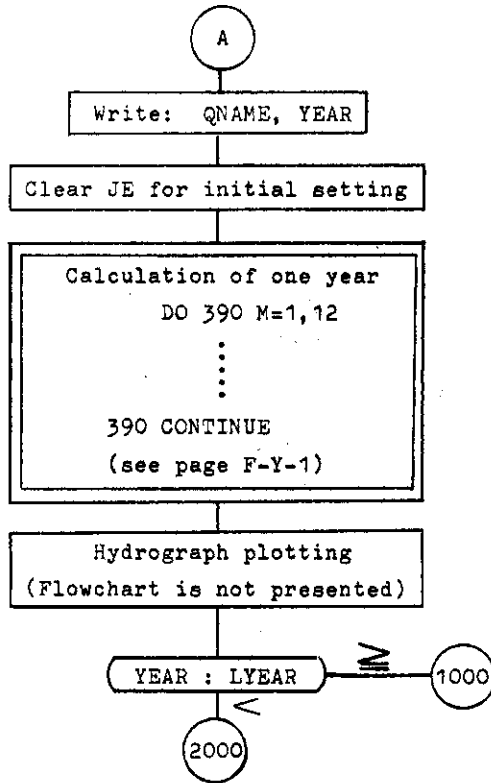 A
Write: QNAME, YEAR
Clear JE for initial setting
Calculation of one year
DO 390 M=1,12
390 CONTINUE
(see page F-Y-1)
Hydrograph plotting
(Flowchart is not presented)
YEAR : LYEAR
≧
1000
<
2000